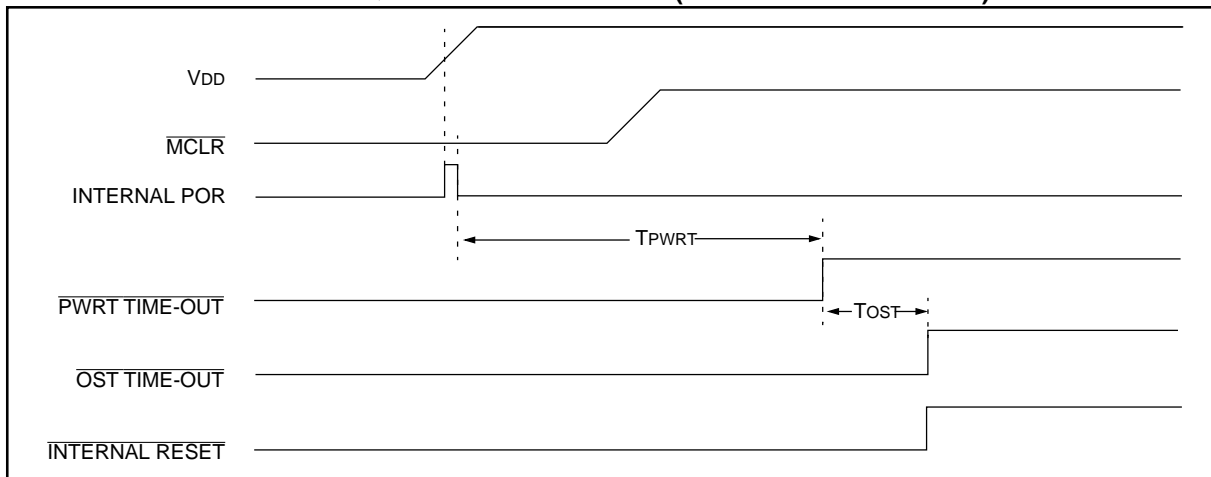 VDD
MCLR
INTERNAL POR
TPWRT
PWRT TIME-OUT
TOST
OST TIME-OUT
INTERNAL RESET